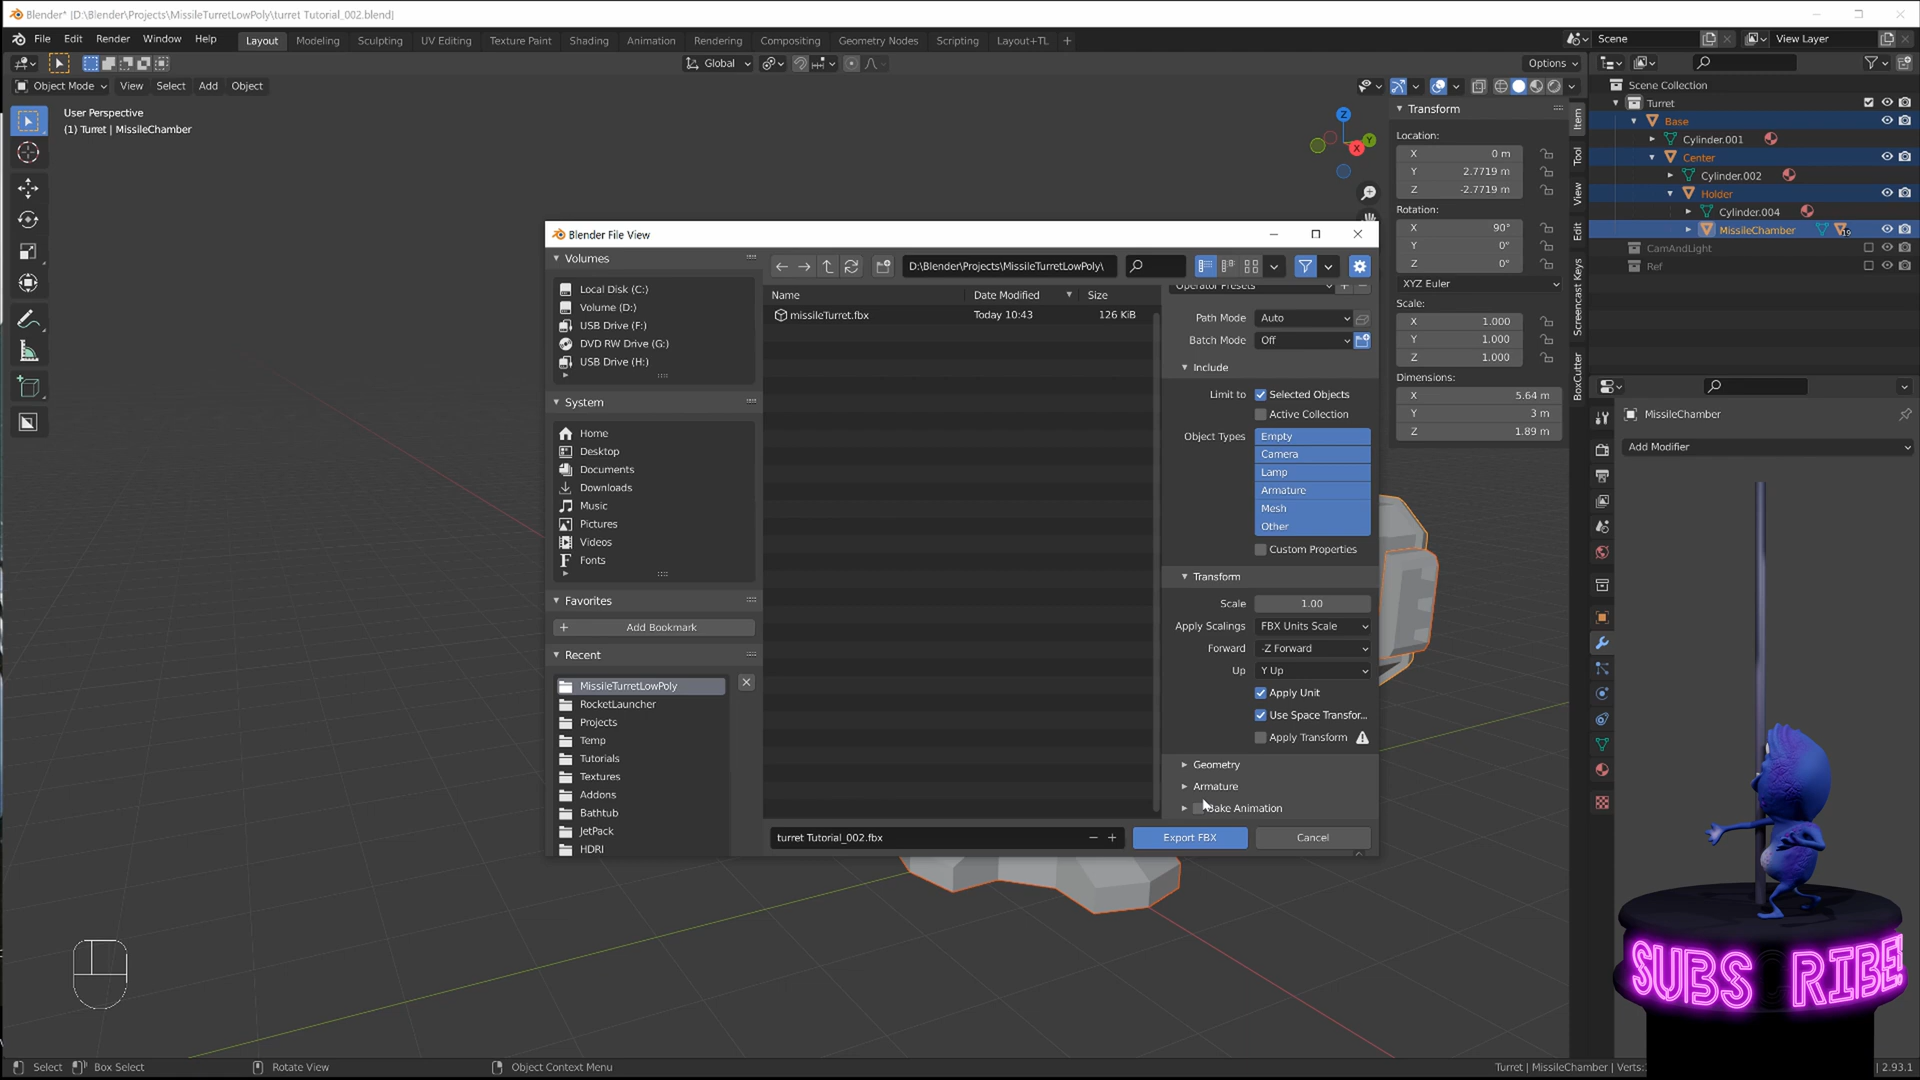 Blender* [D:\Blender\Projects\MissileTurretLowPoly\turret Tutorial_002.blend]
File Edit Render Window Help Layout Modeling Sculpting UV Editing Texture Paint Shading Animation Rendering Compositing Geometry Nodes Scripting Layout+TL + Scene View Layer
Global Options
Object Mode View Select Add Object
User Perspective
(1) Turret | MissileChamber
Z
Y
X
Transform
Location:
X 0 m
Y 2.7719 m
Z -2.7719 m
Rotation:
X 90°
Y 0°
Z 0°
XYZ Euler
Scale:
X 1.000
Y 1.000
Z 1.000
Dimensions:
X 5.64 m
Y 3 m
Z 1.89 m
Item
Tool
View
Edit
Screencast Keys
BoxCutter
Scene Collection
Turret
Base
Cylinder.001
Center
Cylinder.002
Holder
Cylinder.004
MissileChamber 19
CamAndLight
Ref
MissileChamber
Add Modifier
Blender File View
Volumes
Local Disk (C:)
Volume (D:)
USB Drive (F:)
DVD RW Drive (G:)
USB Drive (H:)
System
Home
Desktop
Documents
Downloads
Music
Pictures
Videos
Fonts
Favorites
Add Bookmark
Recent
MissileTurretLowPoly
RocketLauncher
Projects
Temp
Tutorials
Textures
Addons
Bathtub
JetPack
HDRI
D:\Blender\Projects\MissileTurretLowPoly\
Name Date Modified Size
missileTurret.fbx Today 10:43 126 KiB
Operator Presets
Path Mode Auto
Batch Mode Off
Include
Limit to Selected Objects
Active Collection
Object Types Empty
Camera
Lamp
Armature
Mesh
Other
Custom Properties
Transform
Scale 1.00
Apply Scalings FBX Units Scale
Forward -Z Forward
Up Y Up
Apply Unit
Use Space Transfor...
Apply Transform
Geometry
Armature
Bake Animation
turret Tutorial_002.fbx
Export FBX Cancel
SUBS RIBE!
Select Box Select Rotate View Object Context Menu Turret | MissileChamber | Verts: | 2.93.1